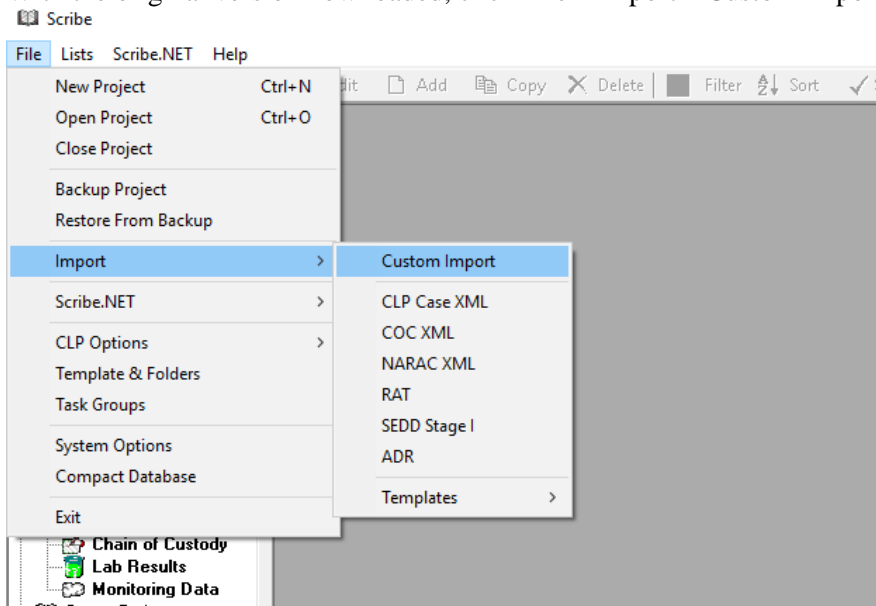 Scribe
File Lists Scribe.NET Help
New Project Ctrl+N
Add Copy Delete Filter Sort
Open Project Ctrl+O
Close Project
Backup Project
Restore From Backup
Import
Custom Import
Scribe.NET
CLP Case XML
COC XML
CLP Options
NARAC XML
Template & Folders
RAT
Task Groups
SEDD Stage I
System Options
ADR
Compact Database
Templates
Exit
Chain of Custody
Lab Results
Monitoring Data